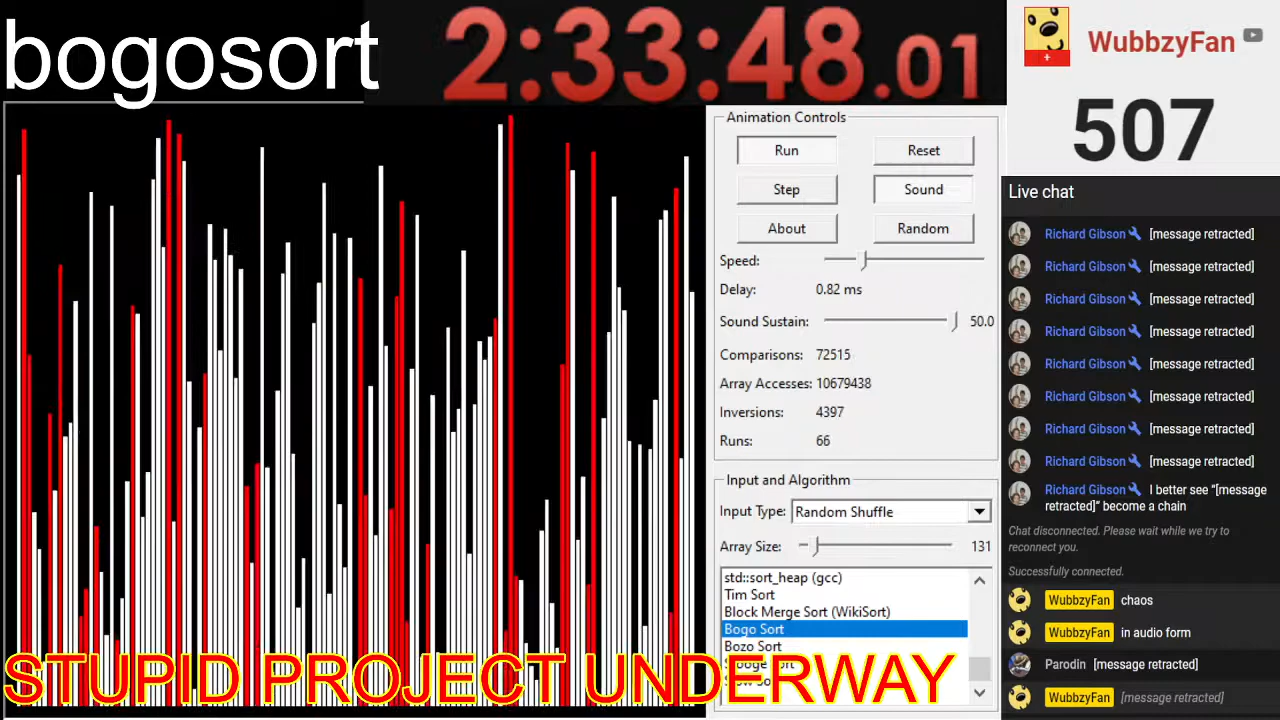 bogosort
2:33:48.01
WubbzyFan
507
Animation Controls
Run
Reset
Step
Sound
About
Random
Speed:
Delay: 0.82 ms
Sound Sustain: 50.0
Comparisons: 72515
Array Accesses: 10679438
Inversions: 4397
Runs: 66
Input and Algorithm
Input Type: Random Shuffle
Array Size: 131
std::sort_heap (gcc)
Tim Sort
Block Merge Sort (WikiSort)
Bogo Sort
Bozo Sort
STUPID PROJECT UNDERWAY
Live chat
Richard Gibson [message retracted]
Richard Gibson [message retracted]
Richard Gibson [message retracted]
Richard Gibson [message retracted]
Richard Gibson [message retracted]
Richard Gibson [message retracted]
Richard Gibson [message retracted]
Richard Gibson [message retracted]
Richard Gibson I better see "[message
retracted]" become a chain
Chat disconnected. Please wait while we try to
reconnect you.
Successfully connected.
WubbzyFan chaos
WubbzyFan in audio form
Parodin [message retracted]
WubbzyFan [message retracted]